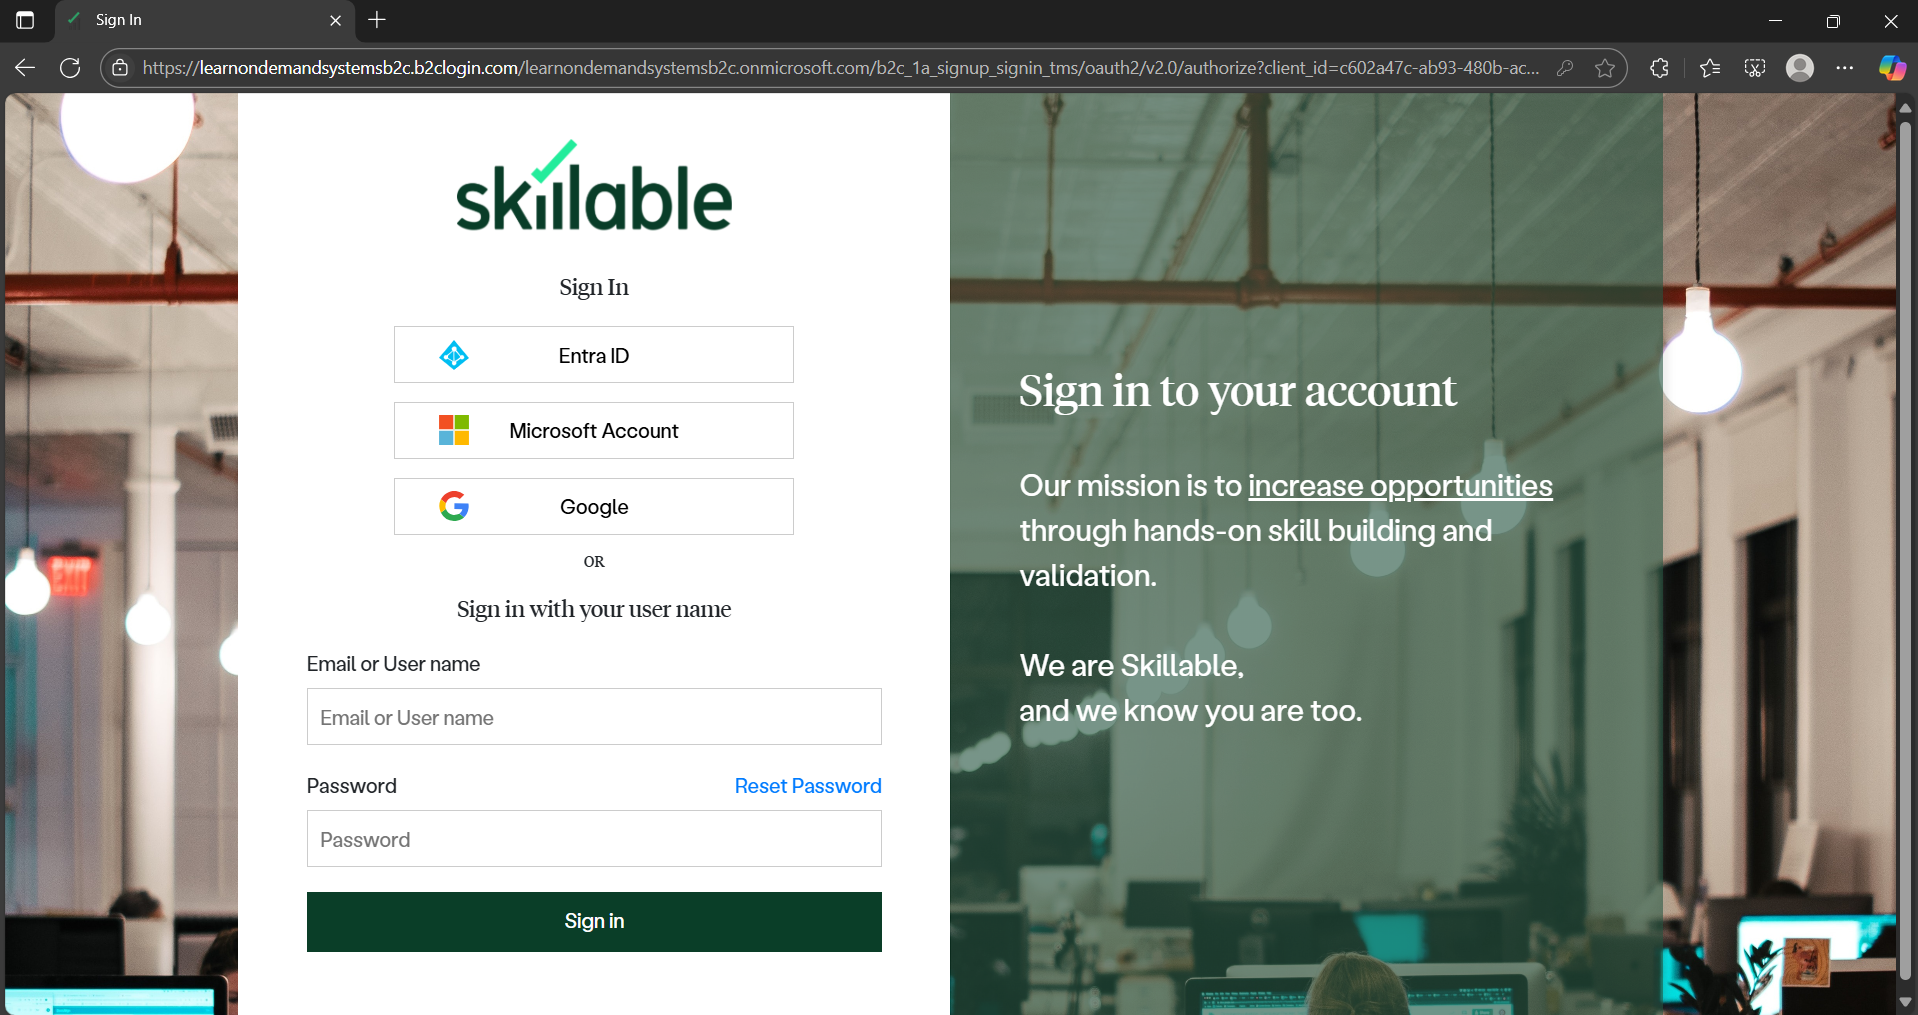 Sign In
https://learnondemandsystemsb2c.b2clogin.com/learnondemandsystemsb2c.onmicrosoft.com/b2c_1a_signup_signin_tms/oauth2/v2.0/authorize?client_id=c602a47c-ab93-480b-ac...
skillable
Sign In
Entra ID
Microsoft Account
Google
OR
Sign in with your user name
Email or User name
Email or User name
Password Reset Password
Password
Sign in
Sign in to your account
Our mission is to increase opportunities
through hands-on skill building and
validation.
We are Skillable,
and we know you are too.
EXIT